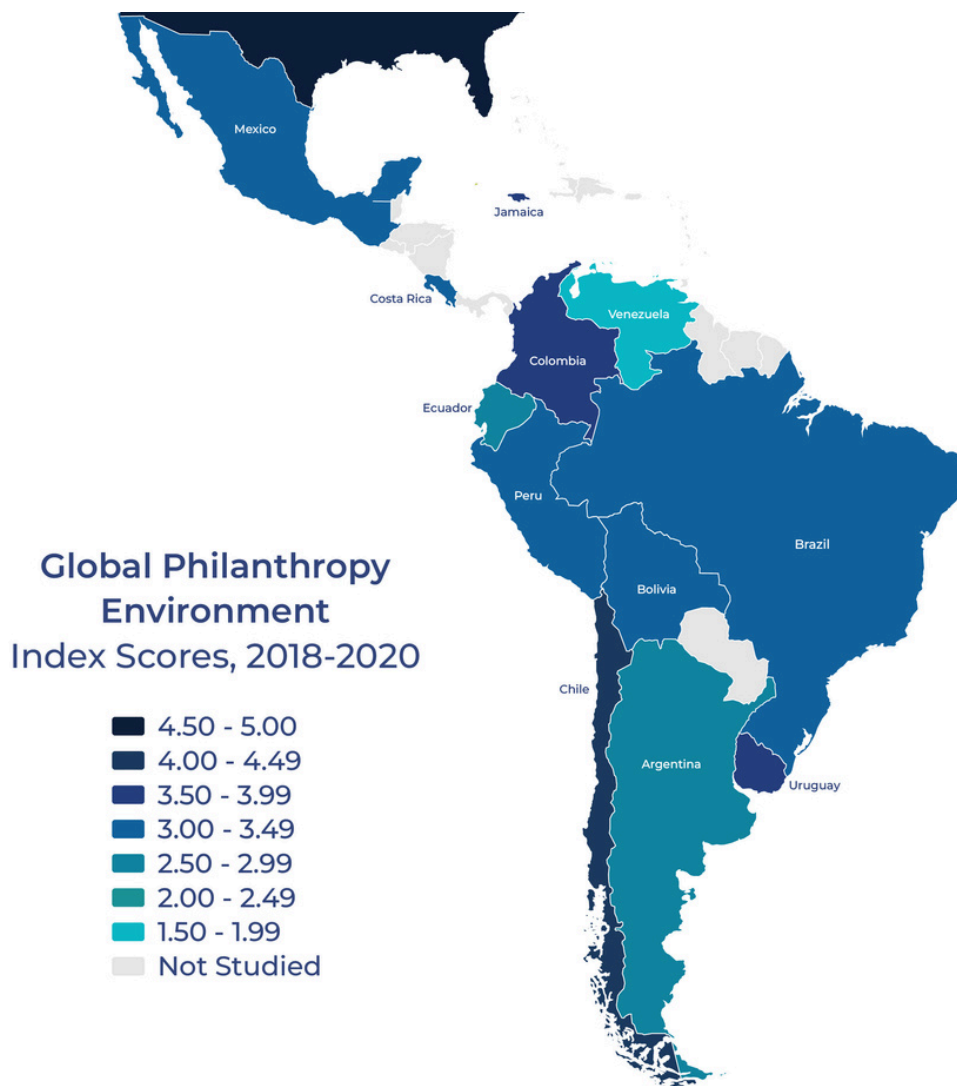 Mexico
Jamaica
Costa Rica
Venezuela
Colombia
Ecuador
Peru
Brazil
Bolivia
Chile
Argentina
Uruguay
Global Philanthropy
Environment
Index Scores, 2018-2020
4.50 - 5.00
4.00 - 4.49
3.50 - 3.99
3.00 - 3.49
2.50 - 2.99
2.00 - 2.49
1.50 - 1.99
Not Studied